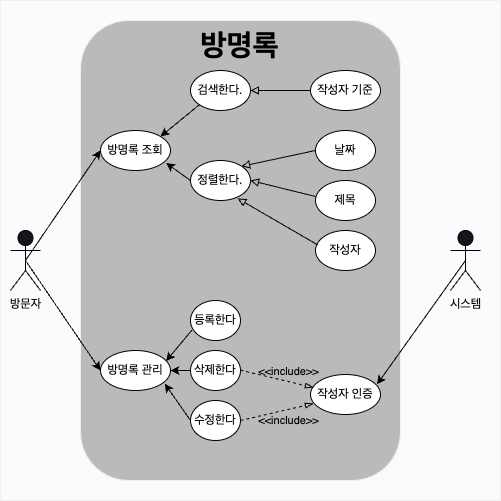 방명록
검색한다.
작성자 기준
방명록 조회
날짜
정렬한다.
제목
작성자
방문자
시스템
등록한다
방명록 관리
삭제한다
<<include>>
작성자 인증
수정한다
<<include>>